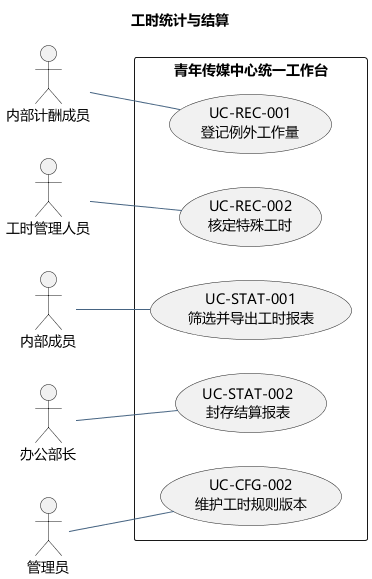 工时统计与结算
青年传媒中心统一工作台
内部计酬成员
UC-REC-001
登记例外工作量
工时管理人员
UC-REC-002
核定特殊工时
内部成员
UC-STAT-001
筛选并导出工时报表
办公部长
UC-STAT-002
封存结算报表
管理员
UC-CFG-002
维护工时规则版本